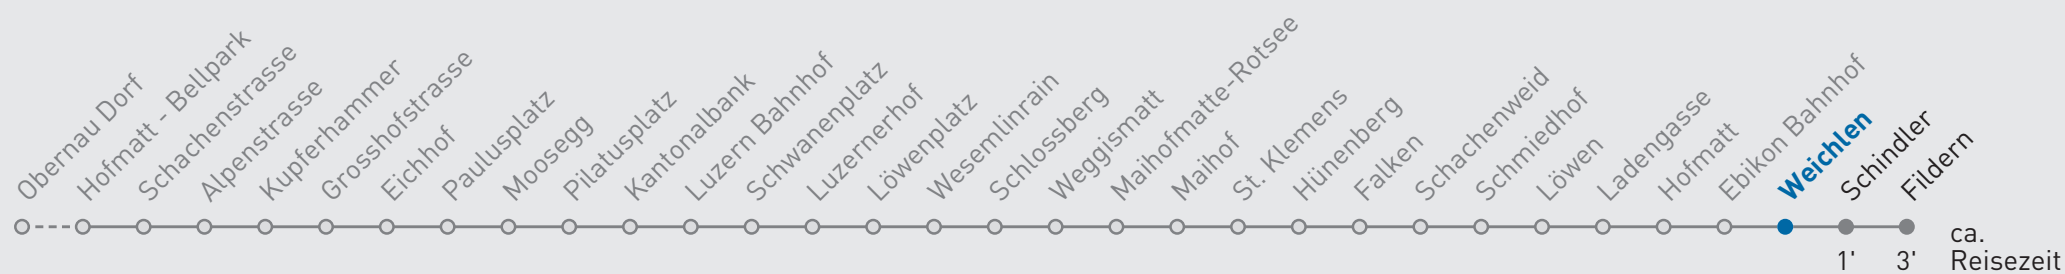 Obernau Dorf
Hofmatt - Bellpark
Schachenstrasse
Alpenstrasse
Kupferhammer
Grosshofstrasse
Eichhof
Paulusplatz
Moosegg
Pilatusplatz
Kantonalbank
Luzern Bahnhof
Schwanenplatz
Luzernerhof
Löwenplatz
Wesemlinrain
Schlossberg
Weggismatt
Maihofmatte-Rotsee
Maihof
St. Klemens
Hünenberg
Falken
Schachenweid
Schmiedhof
Löwen
Ladengasse
Hofmatt
Ebikon Bahnhof
Weichlen
Schindler
Fildern
ca.
1' 3' Reisezeit